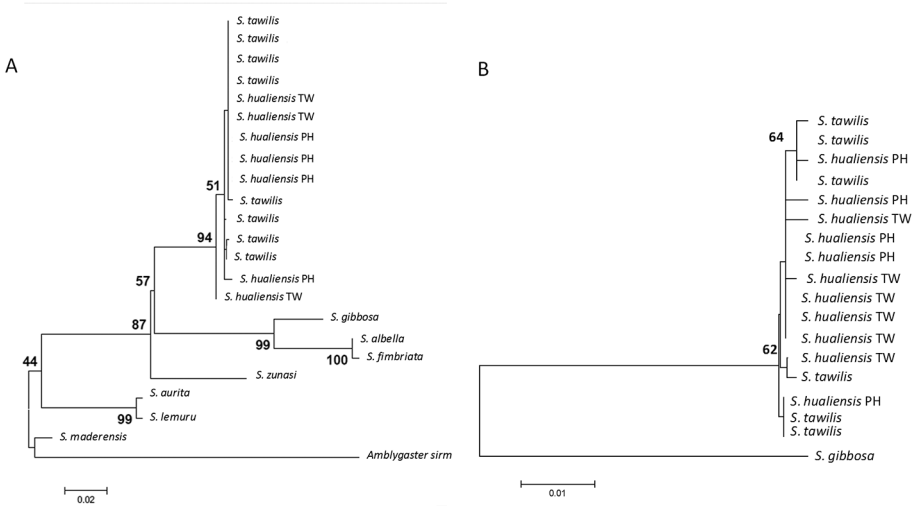 A
S. tawilis
S. tawilis
S. tawilis
S. tawilis
S. hualiensis TW
S. hualiensis TW
S. hualiensis PH
S. hualiensis PH
S. hualiensis PH
51
S. tawilis
S. tawilis
94
S. tawilis
S. tawilis
S. hualiensis PH
57
S. hualiensis TW
S. gibbosa
87
S. albella
99
100
S. fimbriata
44
S. zunasi
S. aurita
99
S. lemuru
S. maderensis
Amblygaster sirm
0.02
B
S. tawilis
64
S. tawilis
S. hualiensis PH
S. tawilis
S. hualiensis PH
S. hualiensis TW
S. hualiensis PH
S. hualiensis PH
S. hualiensis TW
S. hualiensis TW
S. hualiensis TW
S. hualiensis TW
62
S. hualiensis TW
S. tawilis
S. hualiensis PH
S. tawilis
S. tawilis
S. gibbosa
0.01